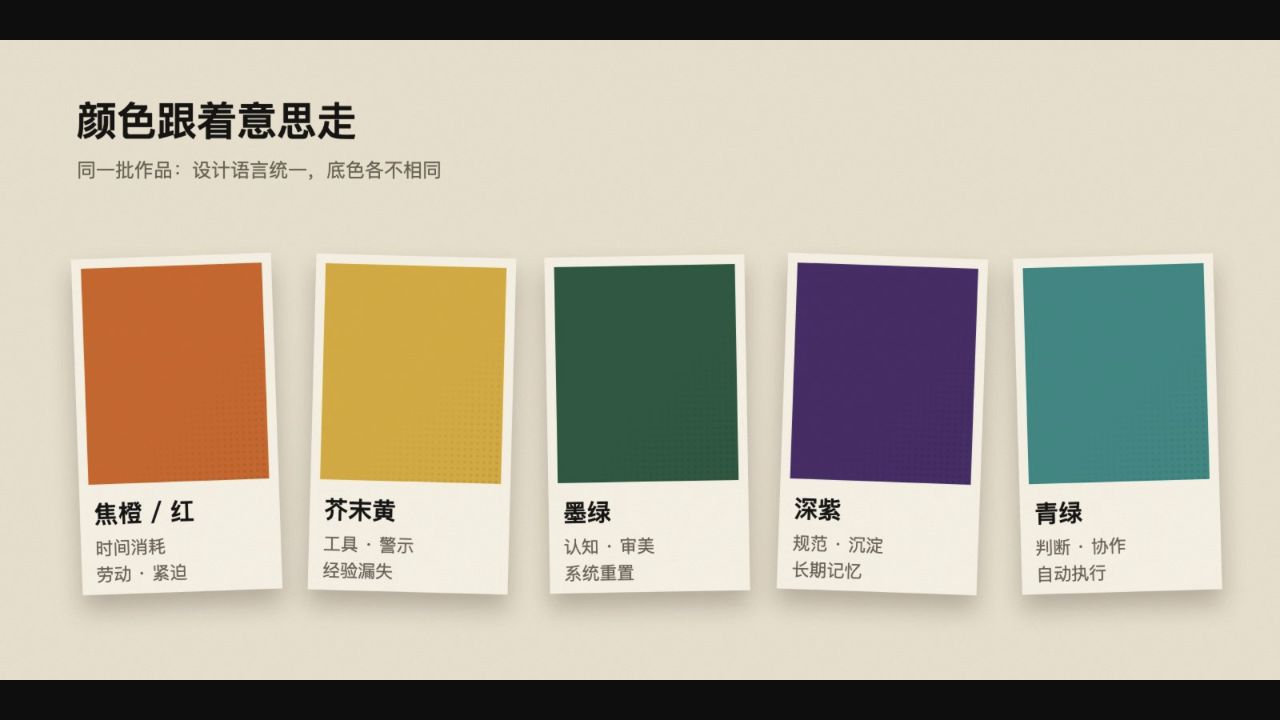 颜色跟着意思走
同一批作品：设计语言统一，底色各不相同
焦橙 / 红
时间消耗
劳动 · 紧迫
芥末黄
工具 · 警示
经验漏失
墨绿
认知 · 审美
系统重置
深紫
规范 · 沉淀
长期记忆
青绿
判断 · 协作
自动执行